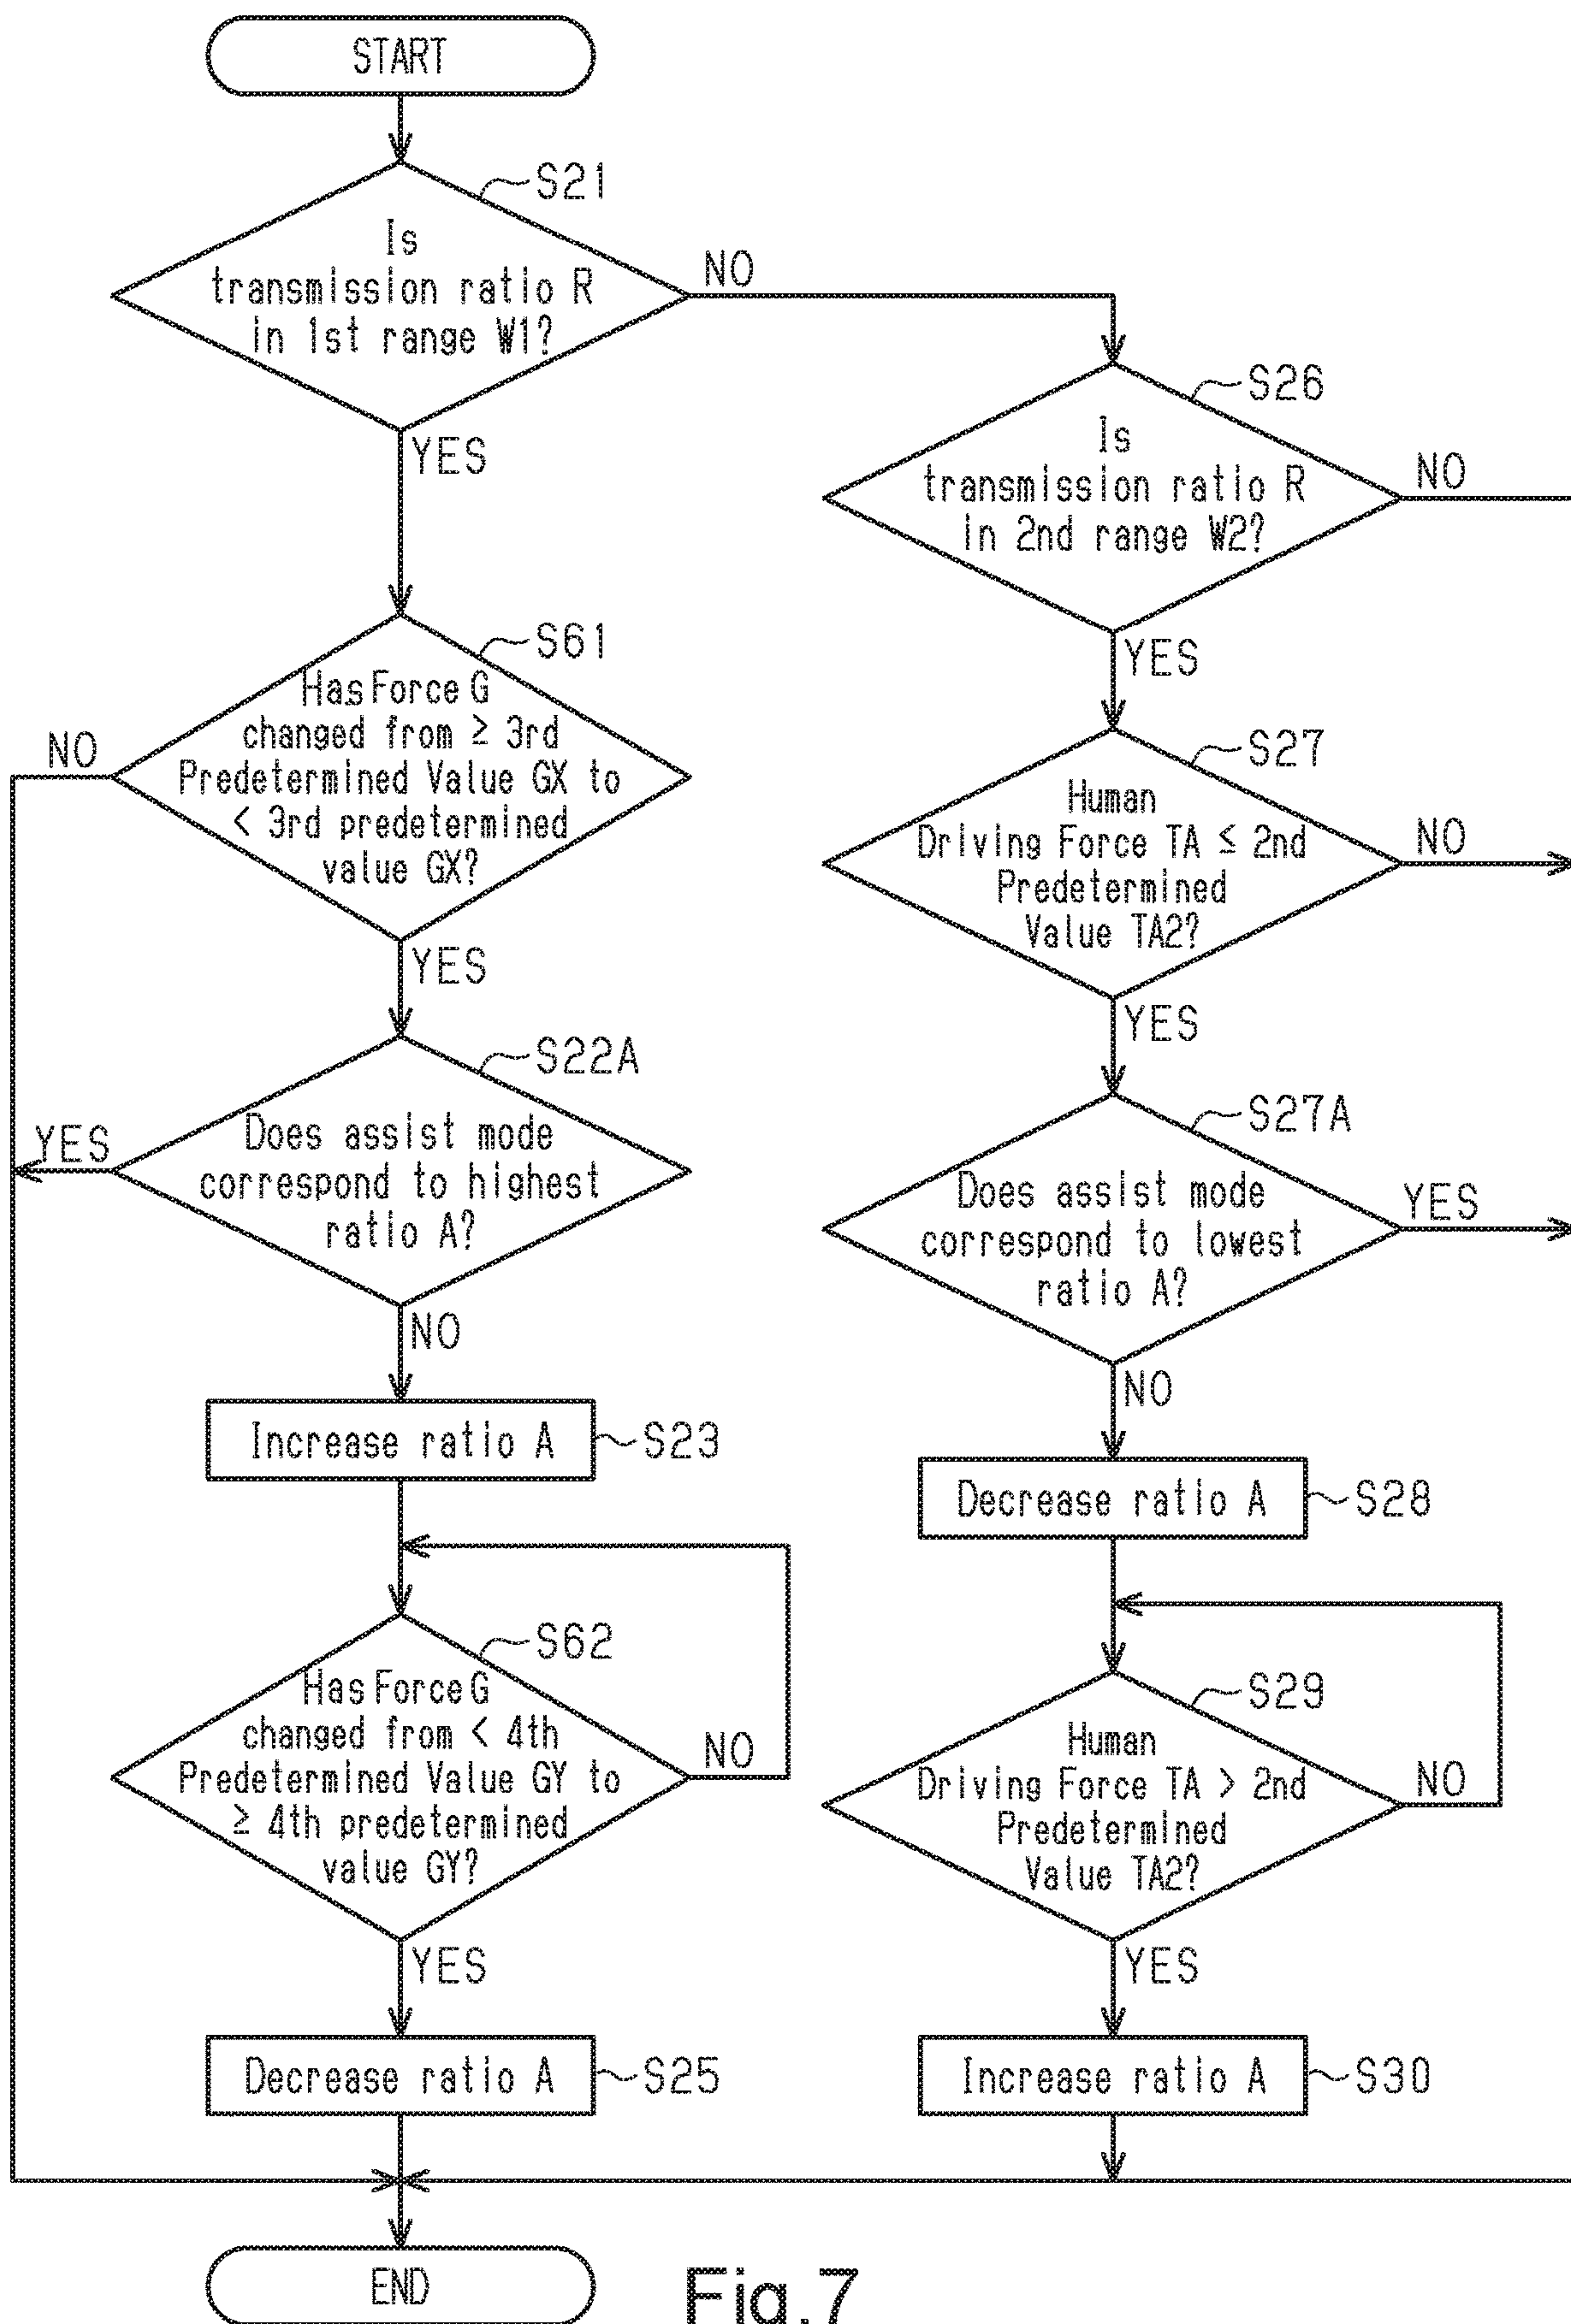 START
S21
Is
transmission ratio R
in 1st range W1?
NO
YES
S61
Has Force G
changed from ≥ 3rd
Predetermined Value GX to
< 3rd predetermined
value GX?
NO
YES
S22A
Does assist mode
correspond to highest
ratio A?
YES
NO
Increase ratio A
S23
S62
Has Force G
changed from < 4th
Predetermined Value GY to
≥ 4th predetermined
value GY?
NO
YES
Decrease ratio A
S25
END
S26
Is
transmission ratio R
in 2nd range W2?
NO
YES
S27
Human
Driving Force TA ≤ 2nd
Predetermined
Value TA2?
NO
YES
S27A
Does assist mode
correspond to lowest
ratio A?
YES
NO
Decrease ratio A
S28
S29
Human
Driving Force TA > 2nd
Predetermined
Value TA2?
NO
YES
Increase ratio A
S30
Fig.7